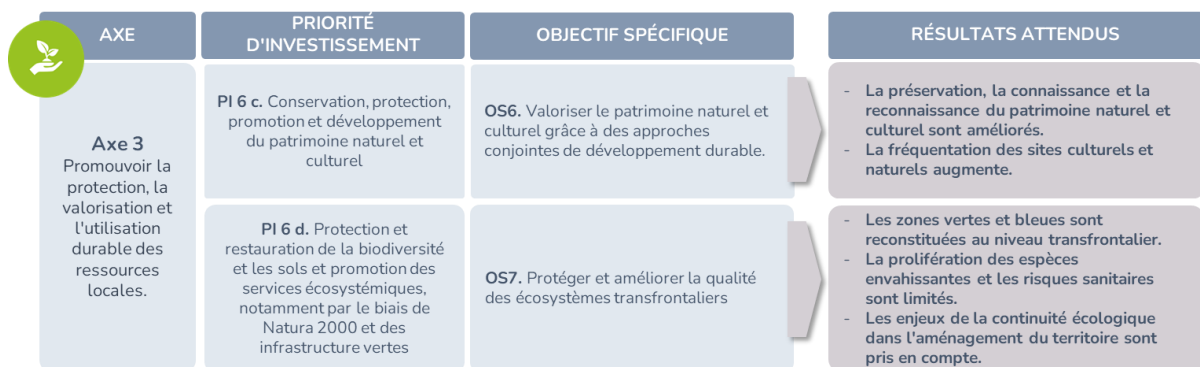 AXE
PRIORITÉ
D'INVESTISSEMENT
OBJECTIF SPÉCIFIQUE
RÉSULTATS ATTENDUS
Axe 3
Promouvoir la
protection, la
valorisation et
l'utilisation
durable des
ressources
locales.
PI 6 c. Conservation, protection,
promotion et développement
du patrimoine naturel et
culturel
OS6. Valoriser le patrimoine naturel et
culturel grâce à des approches
conjointes de développement durable.
- La préservation, la connaissance et la
reconnaissance du patrimoine naturel et
culturel sont améliorés.
- La fréquentation des sites culturels et
naturels augmente.
PI 6 d. Protection et
restauration de la biodiversité
et les sols et promotion des
services écosystémiques,
notamment par le biais de
Natura 2000 et des
infrastructure vertes
OS7. Protéger et améliorer la qualité
des écosystèmes transfrontaliers
- Les zones vertes et bleues sont
reconstituées au niveau transfrontalier.
- La prolifération des espèces
envahissantes et les risques sanitaires
sont limités.
- Les enjeux de la continuité écologique
dans l'aménagement du territoire sont
pris en compte.